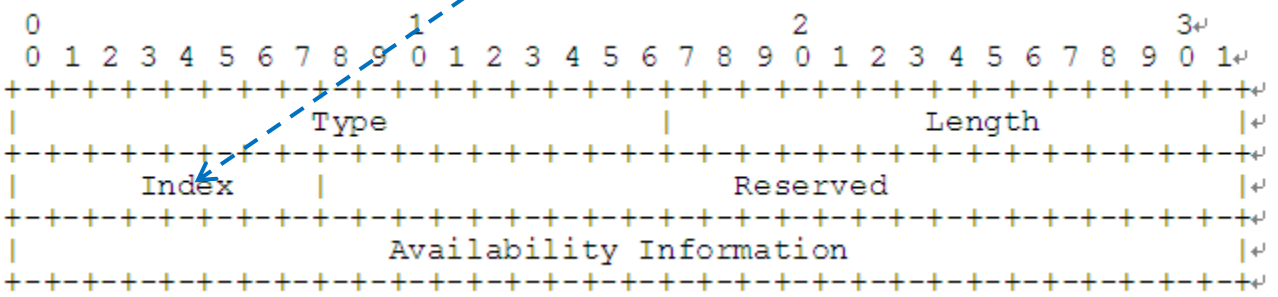 0 1 2 3↵
0 1 2 3 4 5 6 7 8 9 0 1 2 3 4 5 6 7 8 9 0 1 2 3 4 5 6 7 8 9 0 1↵
+-+-+-+-+-+-+-+-+-+-+-+-+-+-+-+-+-+-+-+-+-+-+-+-+-+-+-+-+-+-+-+-+↵
| Type | Length |↵
+-+-+-+-+-+-+-+-+-+-+-+-+-+-+-+-+-+-+-+-+-+-+-+-+-+-+-+-+-+-+-+-+↵
| Index | Reserved |↵
+-+-+-+-+-+-+-+-+-+-+-+-+-+-+-+-+-+-+-+-+-+-+-+-+-+-+-+-+-+-+-+-+↵
| Availability Information |↵
+-+-+-+-+-+-+-+-+-+-+-+-+-+-+-+-+-+-+-+-+-+-+-+-+-+-+-+-+-+-+-+-+↵